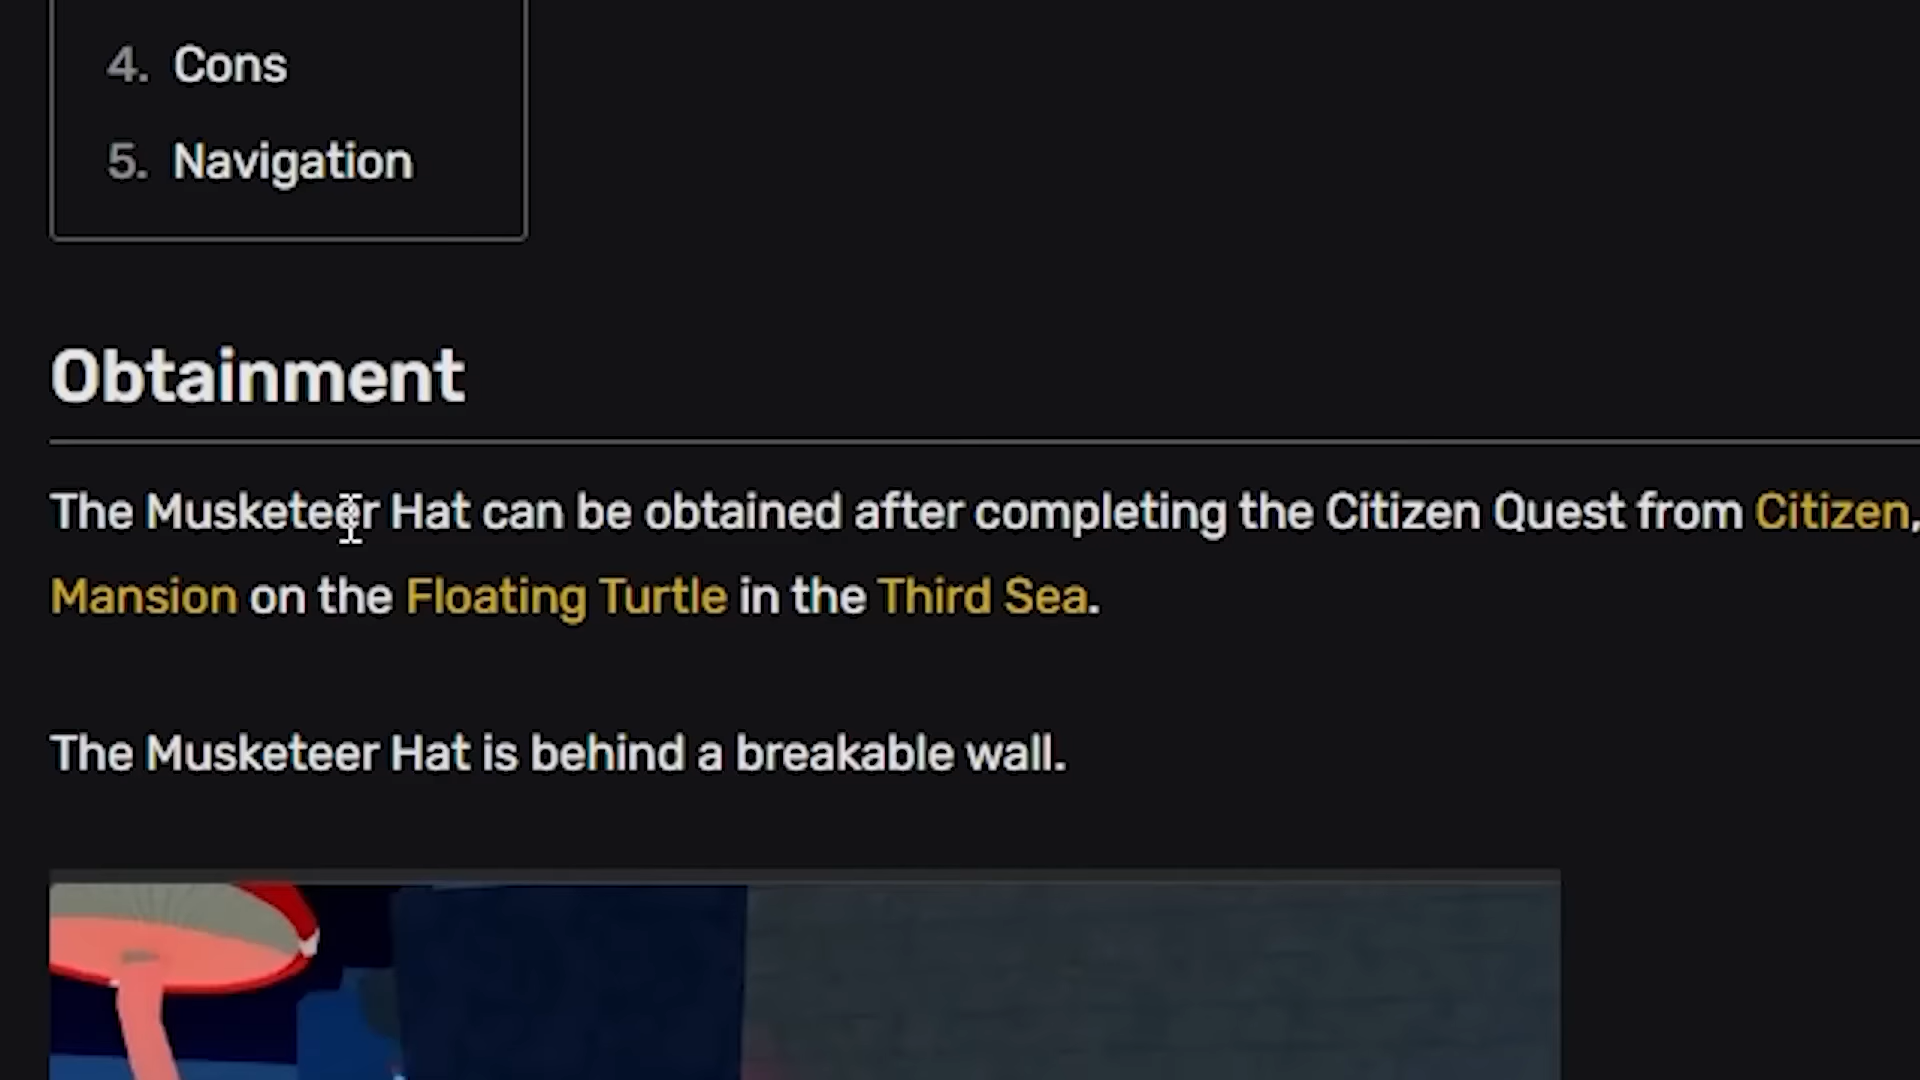 4. Cons
5. Navigation
Obtainment
The Musketeer Hat can be obtained after completing the Citizen Quest from Citizen,
Mansion on the Floating Turtle in the Third Sea.
The Musketeer Hat is behind a breakable wall.